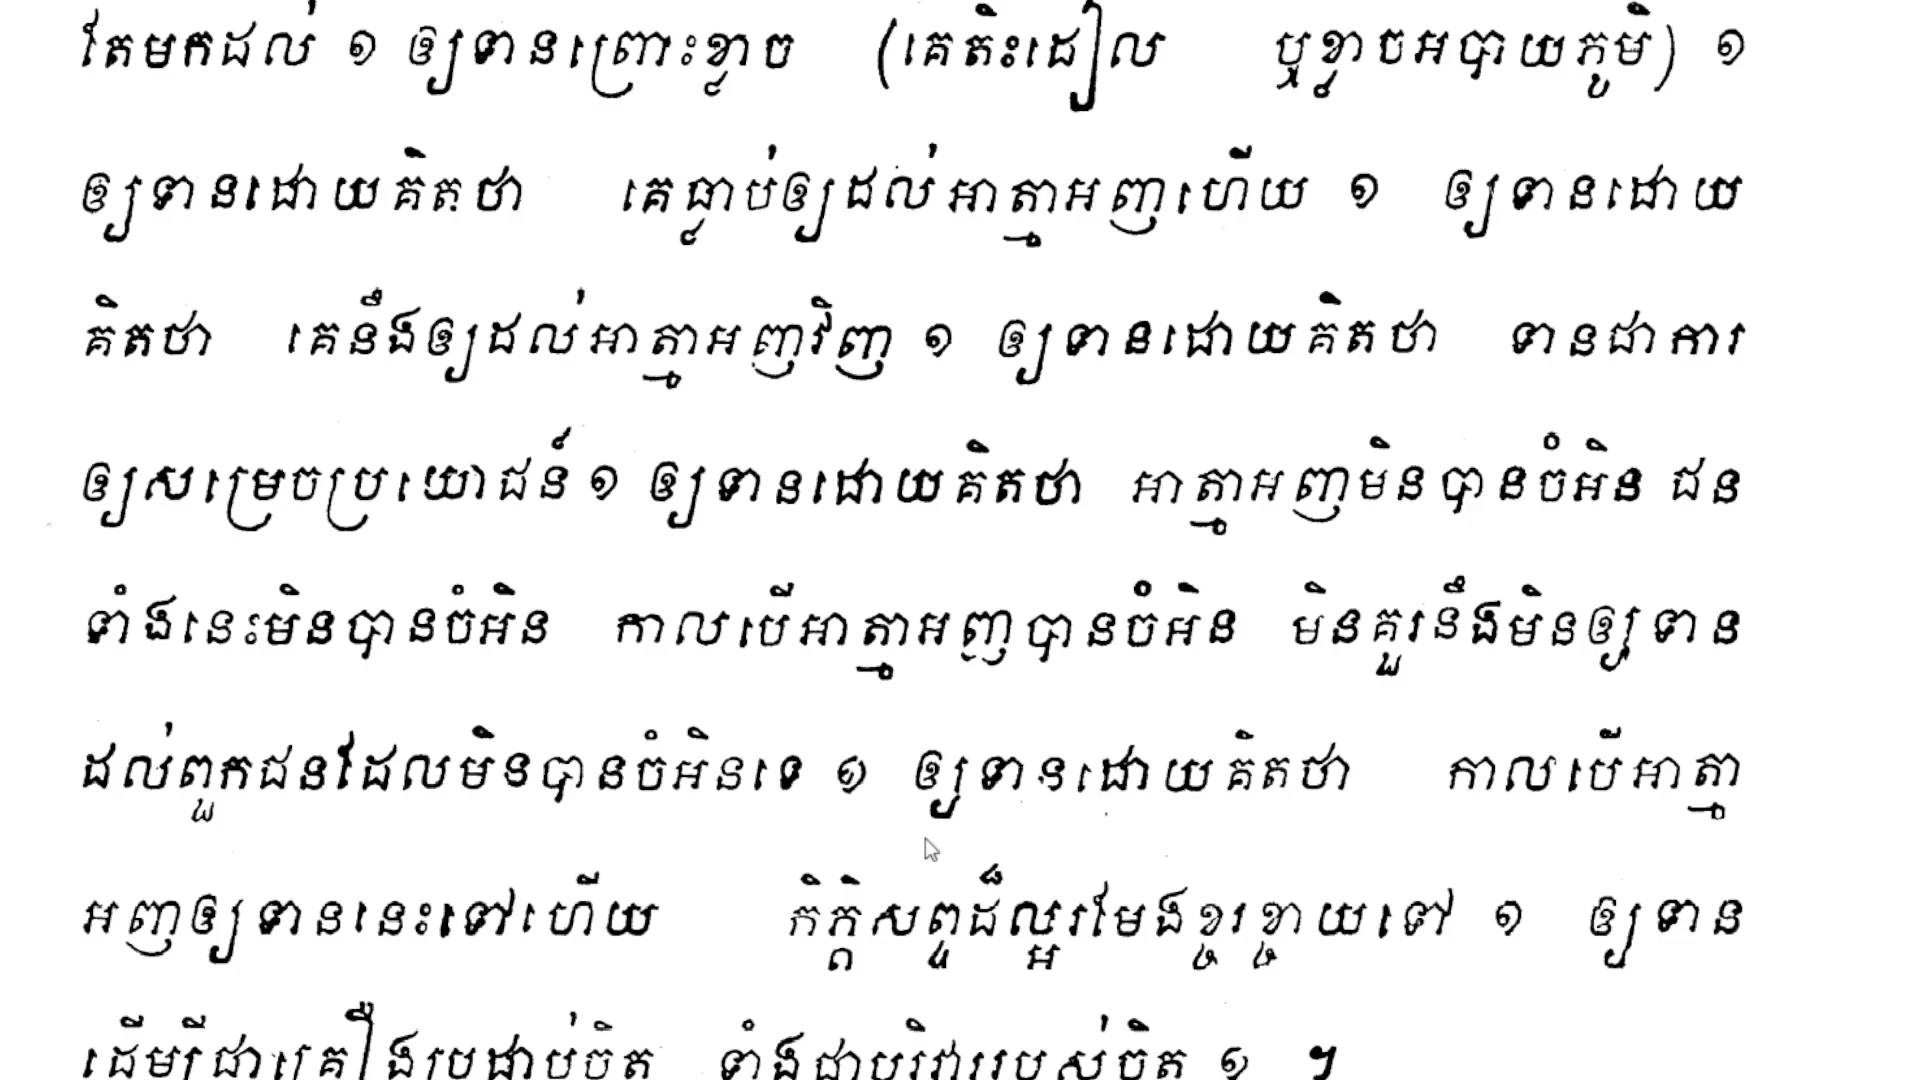 តែមកដល់ ១ ឲ្យទានព្រោះខ្លាច (គេតិះដៀល ឬខ្លាចអបាយភូមិ) ១
ឲ្យទានដោយគិតថា គេធ្លាប់ឲ្យដល់អាត្មាអញហើយ ១ ឲ្យទានដោយ
គិតថា គេនឹងឲ្យដល់អាត្មាអញវិញ ១ ឲ្យទានដោយគិតថា ទានជាការ
ឲ្យសម្រេចប្រយោជន៍ ១ ឲ្យទានដោយគិតថា អាត្មាអញមិនបានចំអិន ជន
ទាំងនេះមិនបានចំអិន កាលបើអាត្មាអញបានចំអិន មិនគួរនឹងមិនឲ្យទាន
ដល់ពួកជនដែលមិនបានចំអិនទេ ១ ឲ្យទានដោយគិតថា កាលបើអាត្មា
អញឲ្យទាននេះទៅហើយ កិត្តិសព្ទដ៏ល្អរមែងខ្ចរខ្ចាយទៅ ១ ឲ្យទាន
ដើម្បីជាគ្រឿងប្រដាប់ចិត្ត ទាំងជាបរិវាររបស់ចិត្ត ១ ។